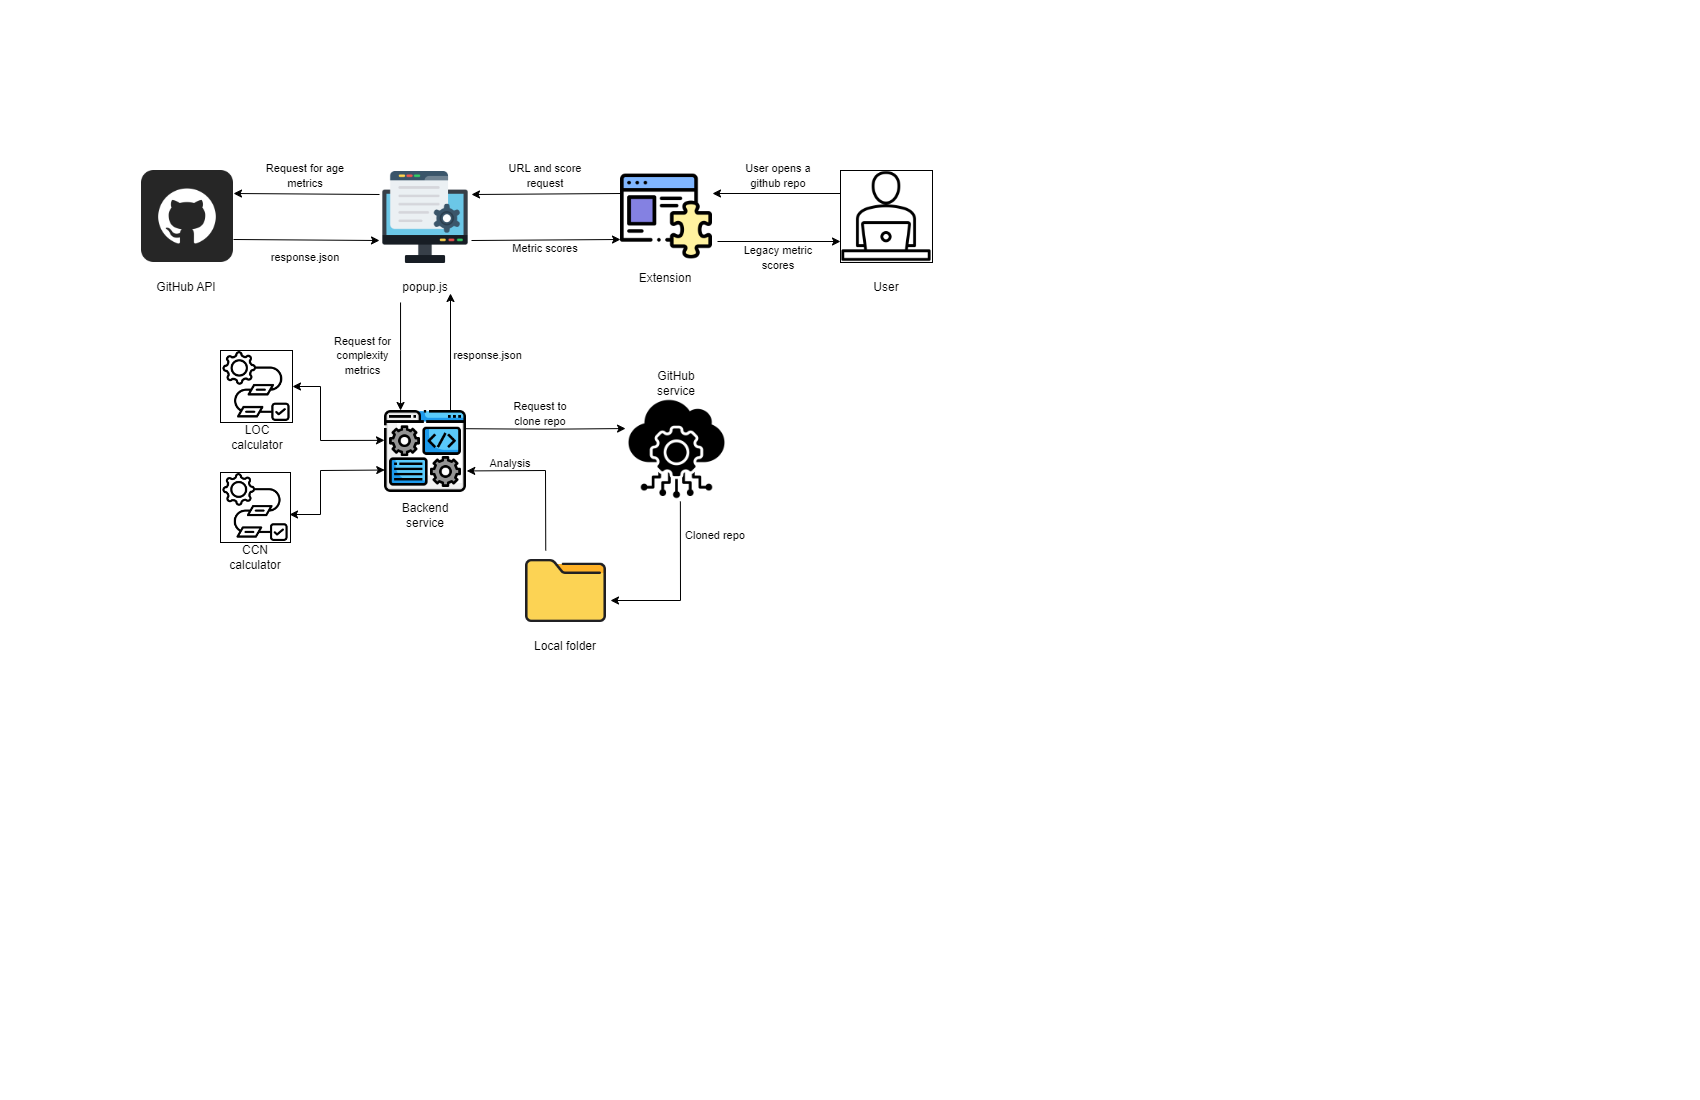 Request for age
metrics
URL and score
request
User opens a
github repo
response.json
Metric scores
Legacy metric
scores
GitHub API
popup.js
Extension
User
Request for
complexity
metrics
response.json
GitHub
service
LOC
calculator
Request to
clone repo
Analysis
</>
Backend
service
Cloned repo
CCN
calculator
Local folder